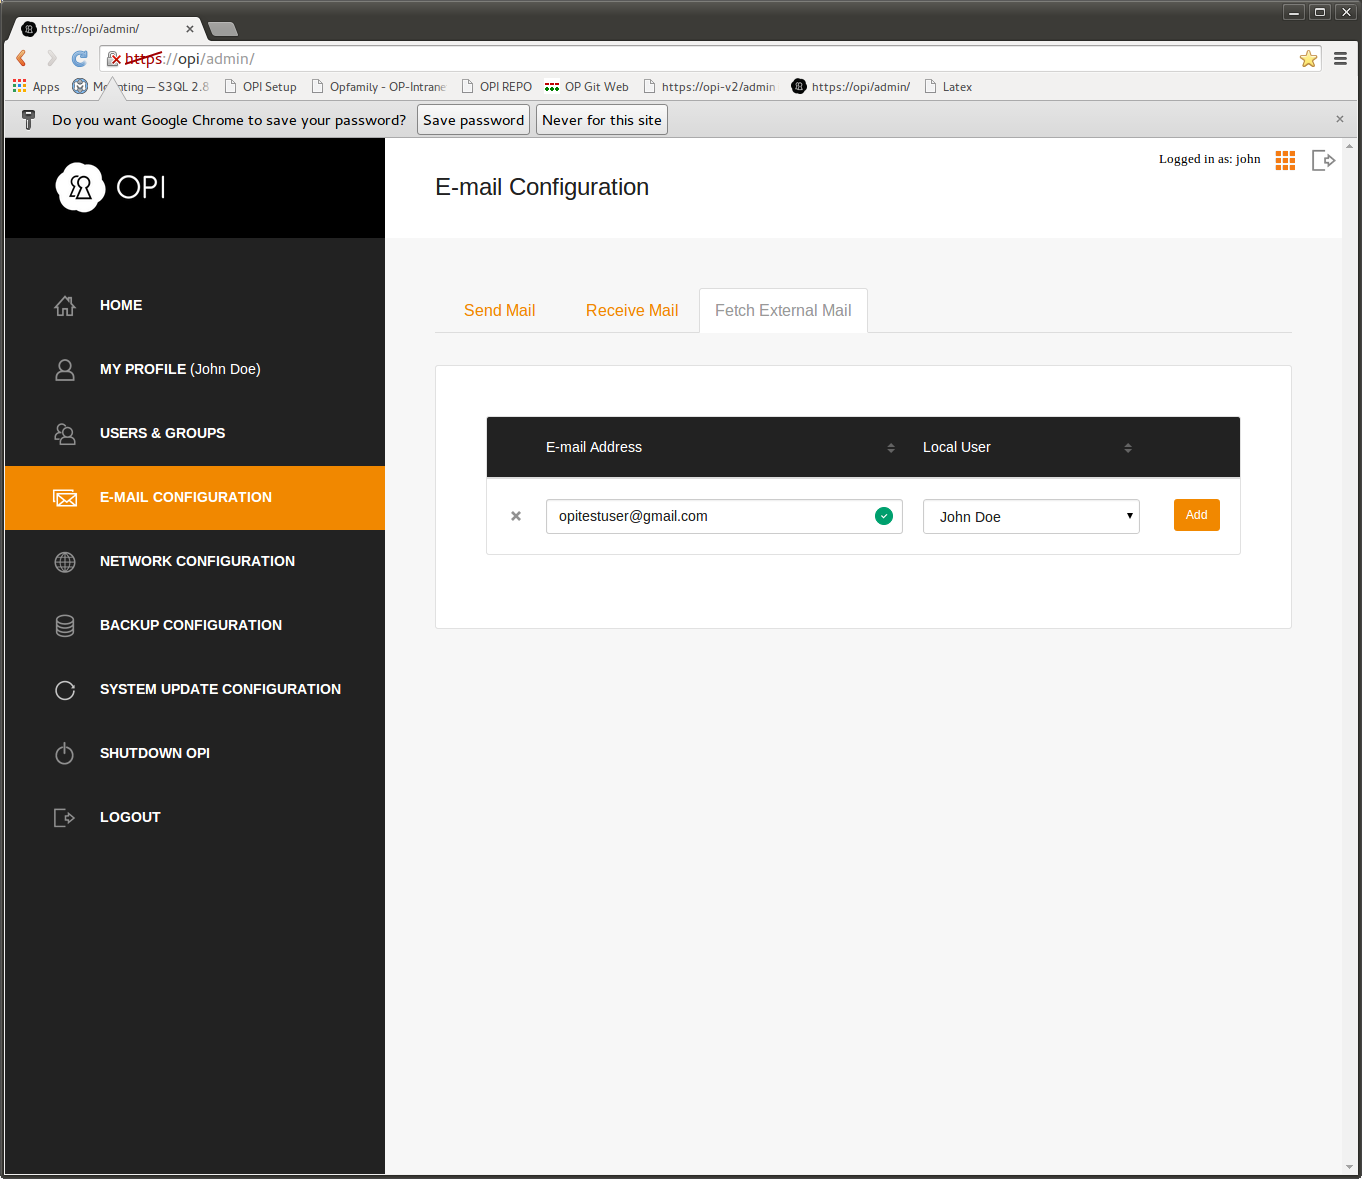 https://opi/admin/
https://opi/admin/
Apps
S3QL 2.8
OPI Setup
Opfamily - OP-Intrane
OPI REPO
OP Git Web
https://opi-v2/admin
https://opi/admin/
Latex
Do you want Google Chrome to save your password?
Save password
Never for this site
OPI
Logged in as: john
E-mail Configuration
HOME
MY PROFILE (John Doe)
USERS & GROUPS
E-MAIL CONFIGURATION
NETWORK CONFIGURATION
BACKUP CONFIGURATION
SYSTEM UPDATE CONFIGURATION
SHUTDOWN OPI
LOGOUT
Send Mail
Receive Mail
Fetch External Mail
E-mail Address
Local User
opitestuser@gmail.com
John Doe
Add